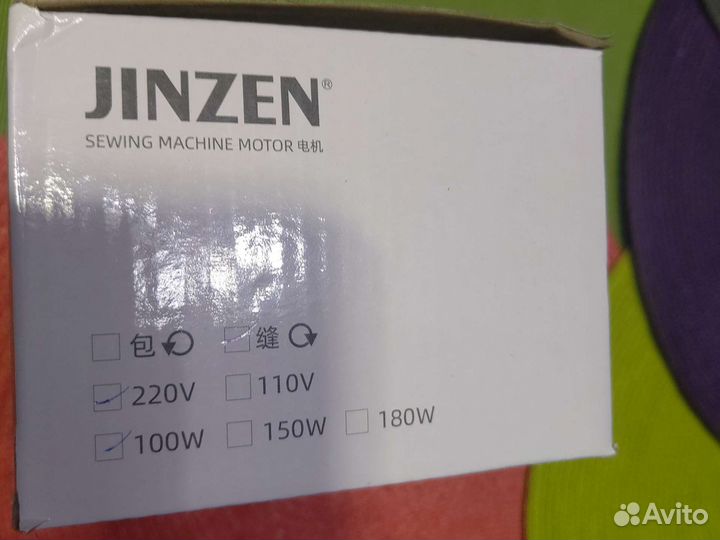 JINZEN®
SEWING MACHINE MOTOR 电机
包 缝
220V 110V
100W 150W 180W
Avito